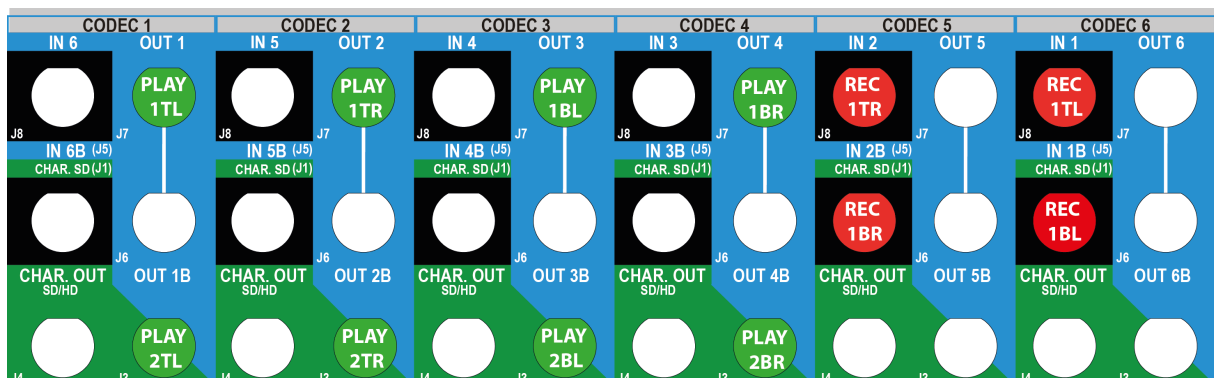 CODEC 1 CODEC 2 CODEC 3 CODEC 4 CODEC 5 CODEC 6
IN 6 OUT 1 IN 5 OUT 2 IN 4 OUT 3 IN 3 OUT 4 IN 2 OUT 5 IN 1 OUT 6
PLAY PLAY PLAY PLAY REC REC
1TL 1TR 1BL 1BR 1TR 1TL
J8 J7 J8 J7 J8 J7 J8 J7 J8 J7 J8 J7
IN 6B (J5) IN 5B (J5) IN 4B (J5) IN 3B (J5) IN 2B (J5) IN 1B (J5)
CHAR. SD (J1) CHAR. SD (J1) CHAR. SD (J1) CHAR. SD (J1) CHAR. SD (J1) CHAR. SD (J1)
REC REC
1BR 1BL
J6 J6 J6 J6 J6 J6
CHAR. OUT OUT 1B CHAR. OUT OUT 2B CHAR. OUT OUT 3B CHAR. OUT OUT 4B CHAR. OUT OUT 5B CHAR. OUT OUT 6B
SD/HD SD/HD SD/HD SD/HD SD/HD SD/HD
PLAY PLAY PLAY PLAY
2TL 2TR 2BL 2BR